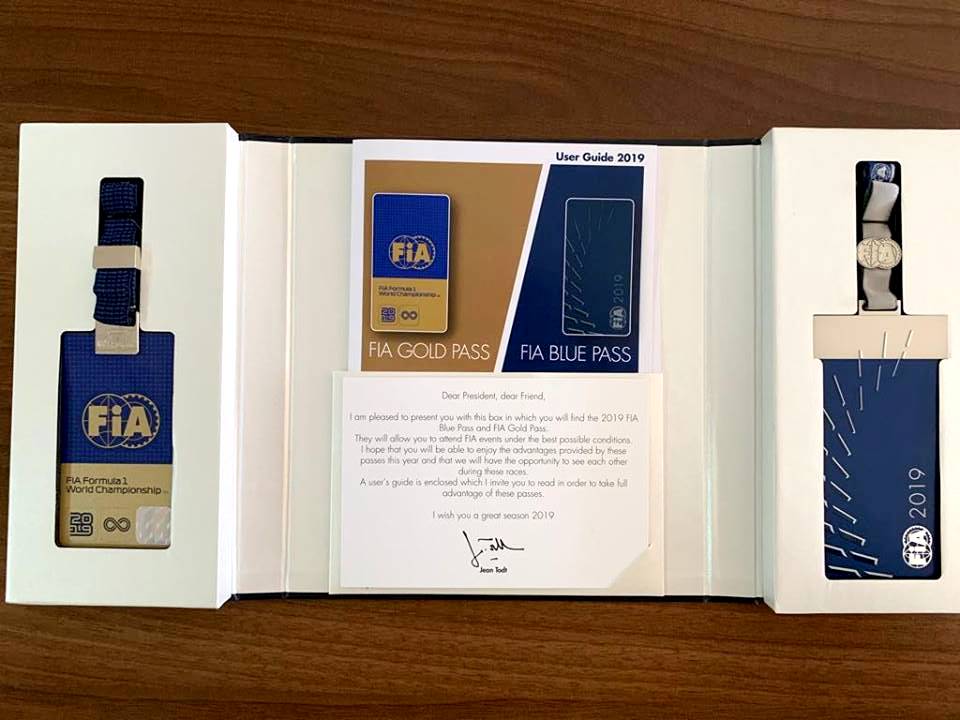 User Guide 2019
FiA
FIA Formula 1
World Championship
2019
FIA 2019
FIA GOLD PASS
FIA BLUE PASS
Dear President, dear Friend,
I am pleased to present you with this box in which you will find the 2019 FIA
Blue Pass and FIA Gold Pass.
They will allow you to attend FIA events under the best possible conditions.
I hope that you will be able to enjoy the advantages provided by these
passes this year and that we will have the opportunity to see each other
during these races.
A user's guide is enclosed which I invite you to read in order to take full
advantage of these passes.
I wish you a great season 2019
Jean Todt
FiA
FIA Formula 1
World Championship
2019
FIA
FIA 2019